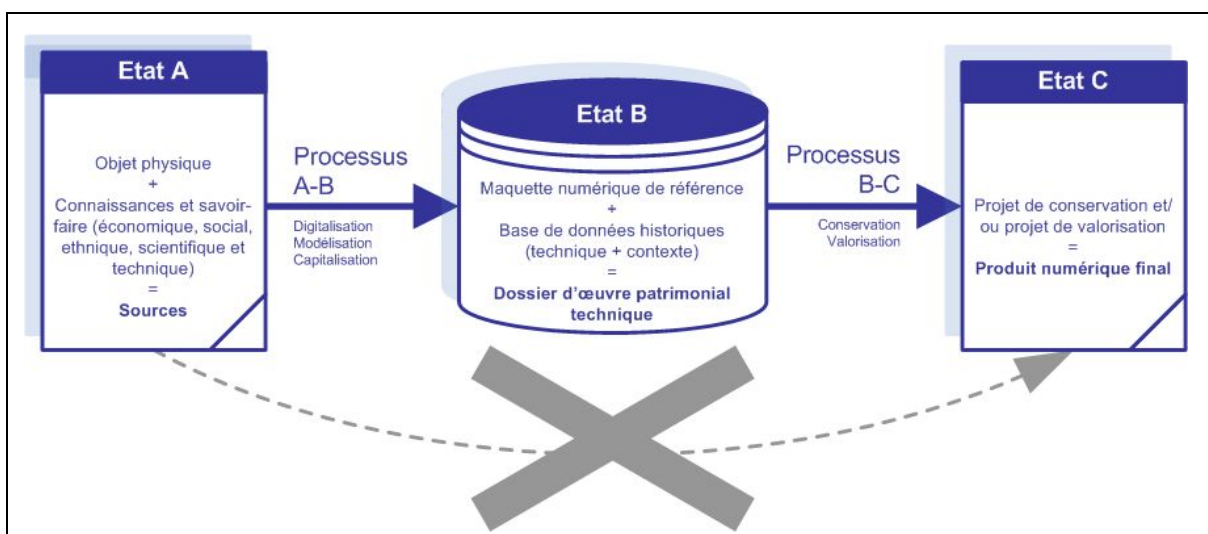 Etat A
Objet physique
+
Connaissances et savoir-
faire (économique, social,
ethnique, scientifique et
technique)
=
Sources
Processus
A-B
Digitalisation
Modélisation
Capitalisation
Etat B
Maquette numérique de référence
+
Base de données historiques
(technique + contexte)
=
Dossier d'œuvre patrimonial
technique
Processus
B-C
Conservation
Valorisation
Etat C
Projet de conservation et/
ou projet de valorisation
=
Produit numérique final